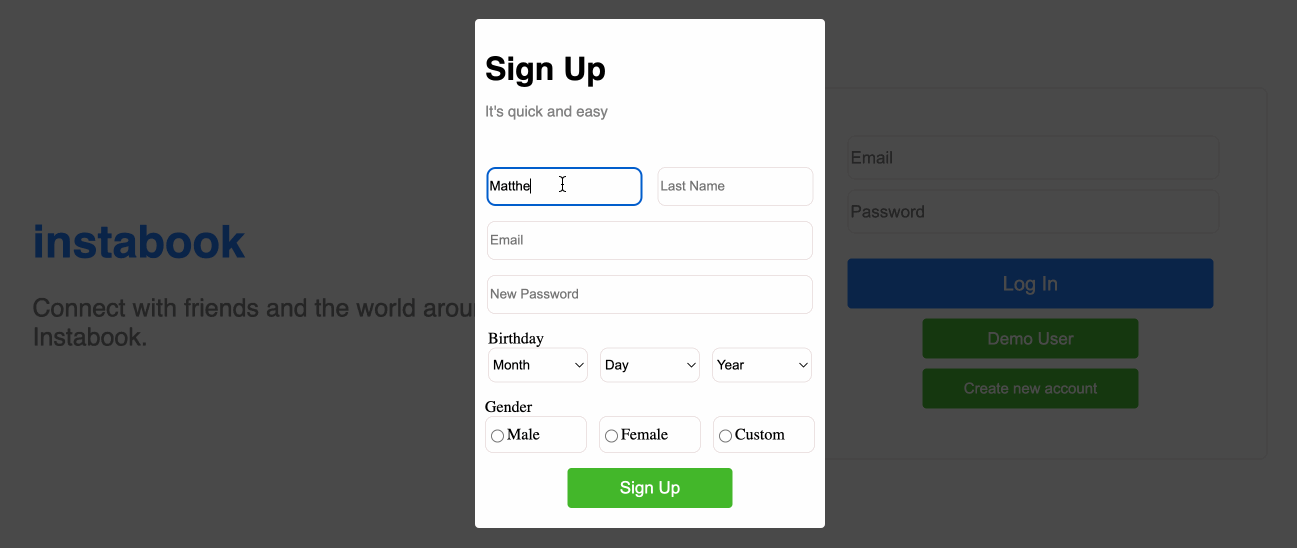 Sign Up
It's quick and easy
Matthe
Last Name
Email
New Password
Birthday
Month Day Year
Gender
Male Female Custom
Sign Up
instabook
Connect with friends and the world arou
Instabook.
Email
Password
Log In
Demo User
Create new account